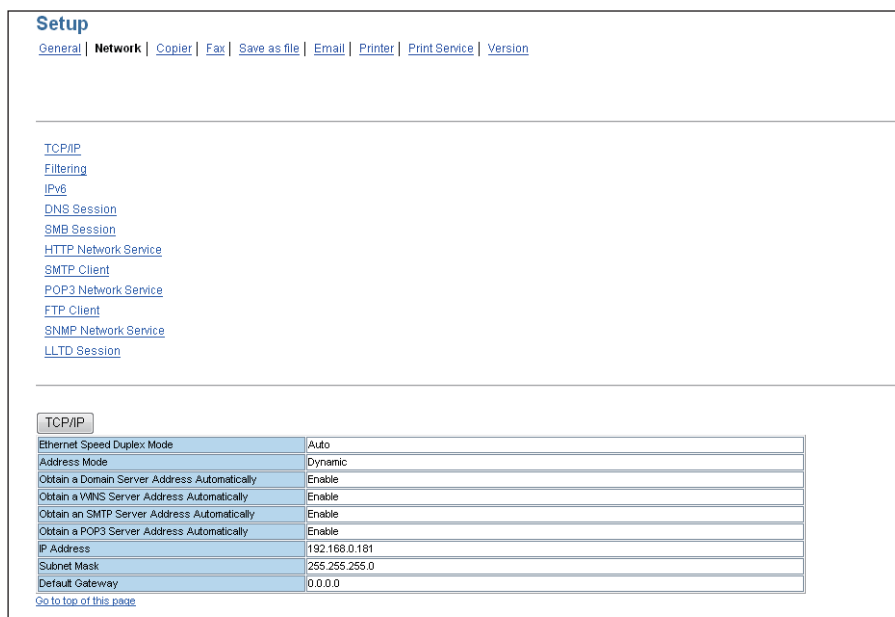 Setup
General | Network | Copier | Fax | Save as file | Email | Printer | Print Service | Version
TCP/IP
Filtering
IPv6
DNS Session
SMB Session
HTTP Network Service
SMTP Client
POP3 Network Service
FTP Client
SNMP Network Service
LLTD Session
TCP/IP
Ethernet Speed Duplex Mode Auto
Address Mode Dynamic
Obtain a Domain Server Address Automatically Enable
Obtain a WINS Server Address Automatically Enable
Obtain an SMTP Server Address Automatically Enable
Obtain a POP3 Server Address Automatically Enable
IP Address 192.168.0.181
Subnet Mask 255.255.255.0
Default Gateway 0.0.0.0
Go to top of this page